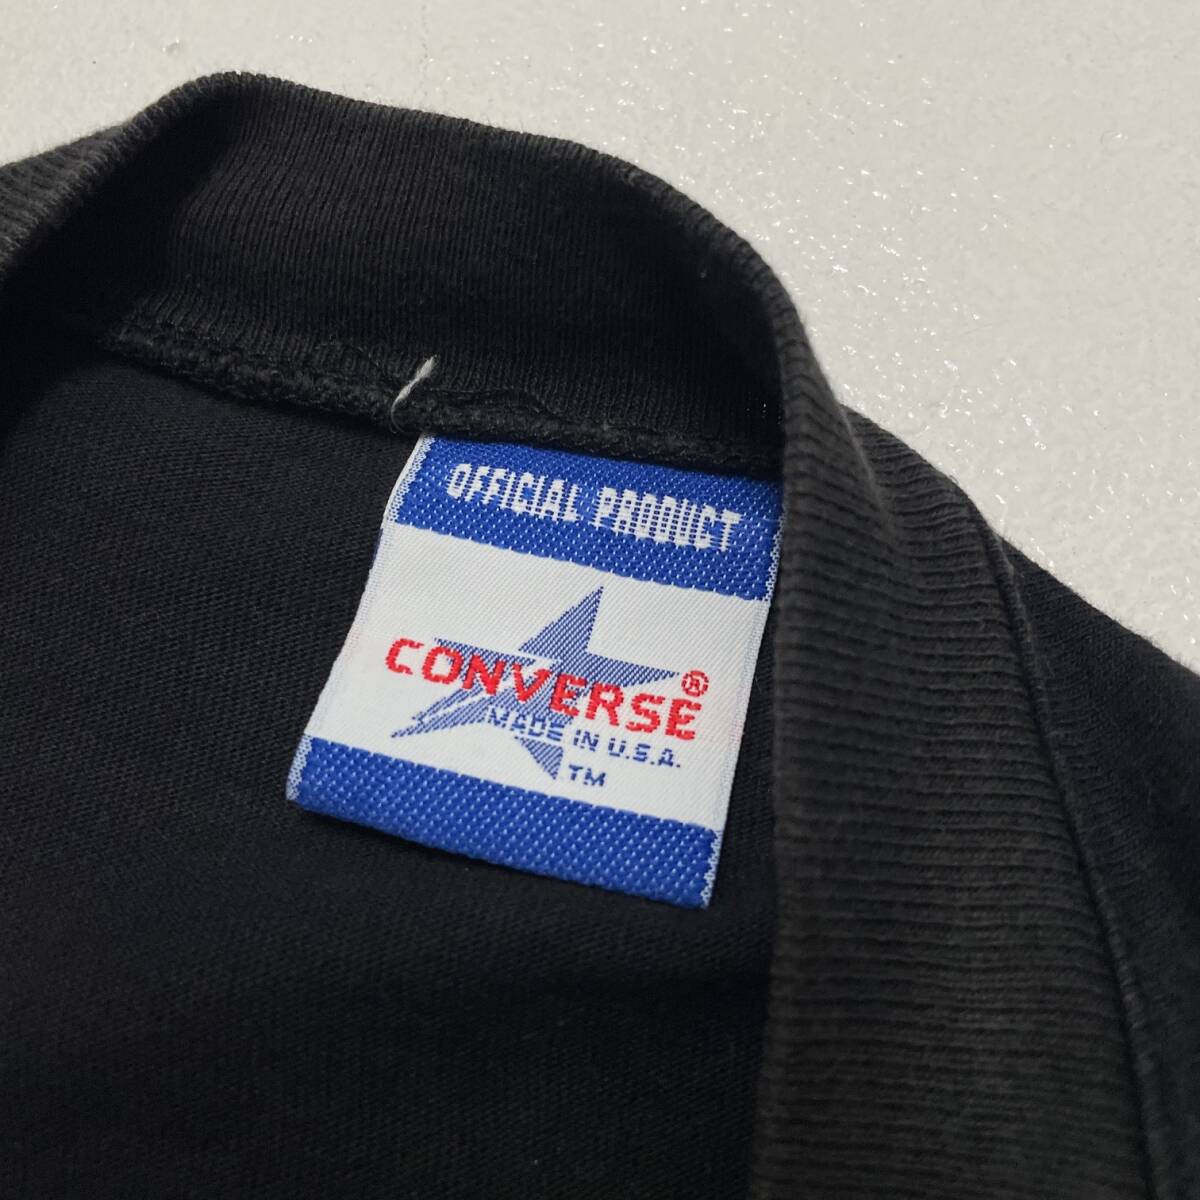 OFFICIAL PRODUCT
CONVERSE®
MADE IN U.S.A.
TM